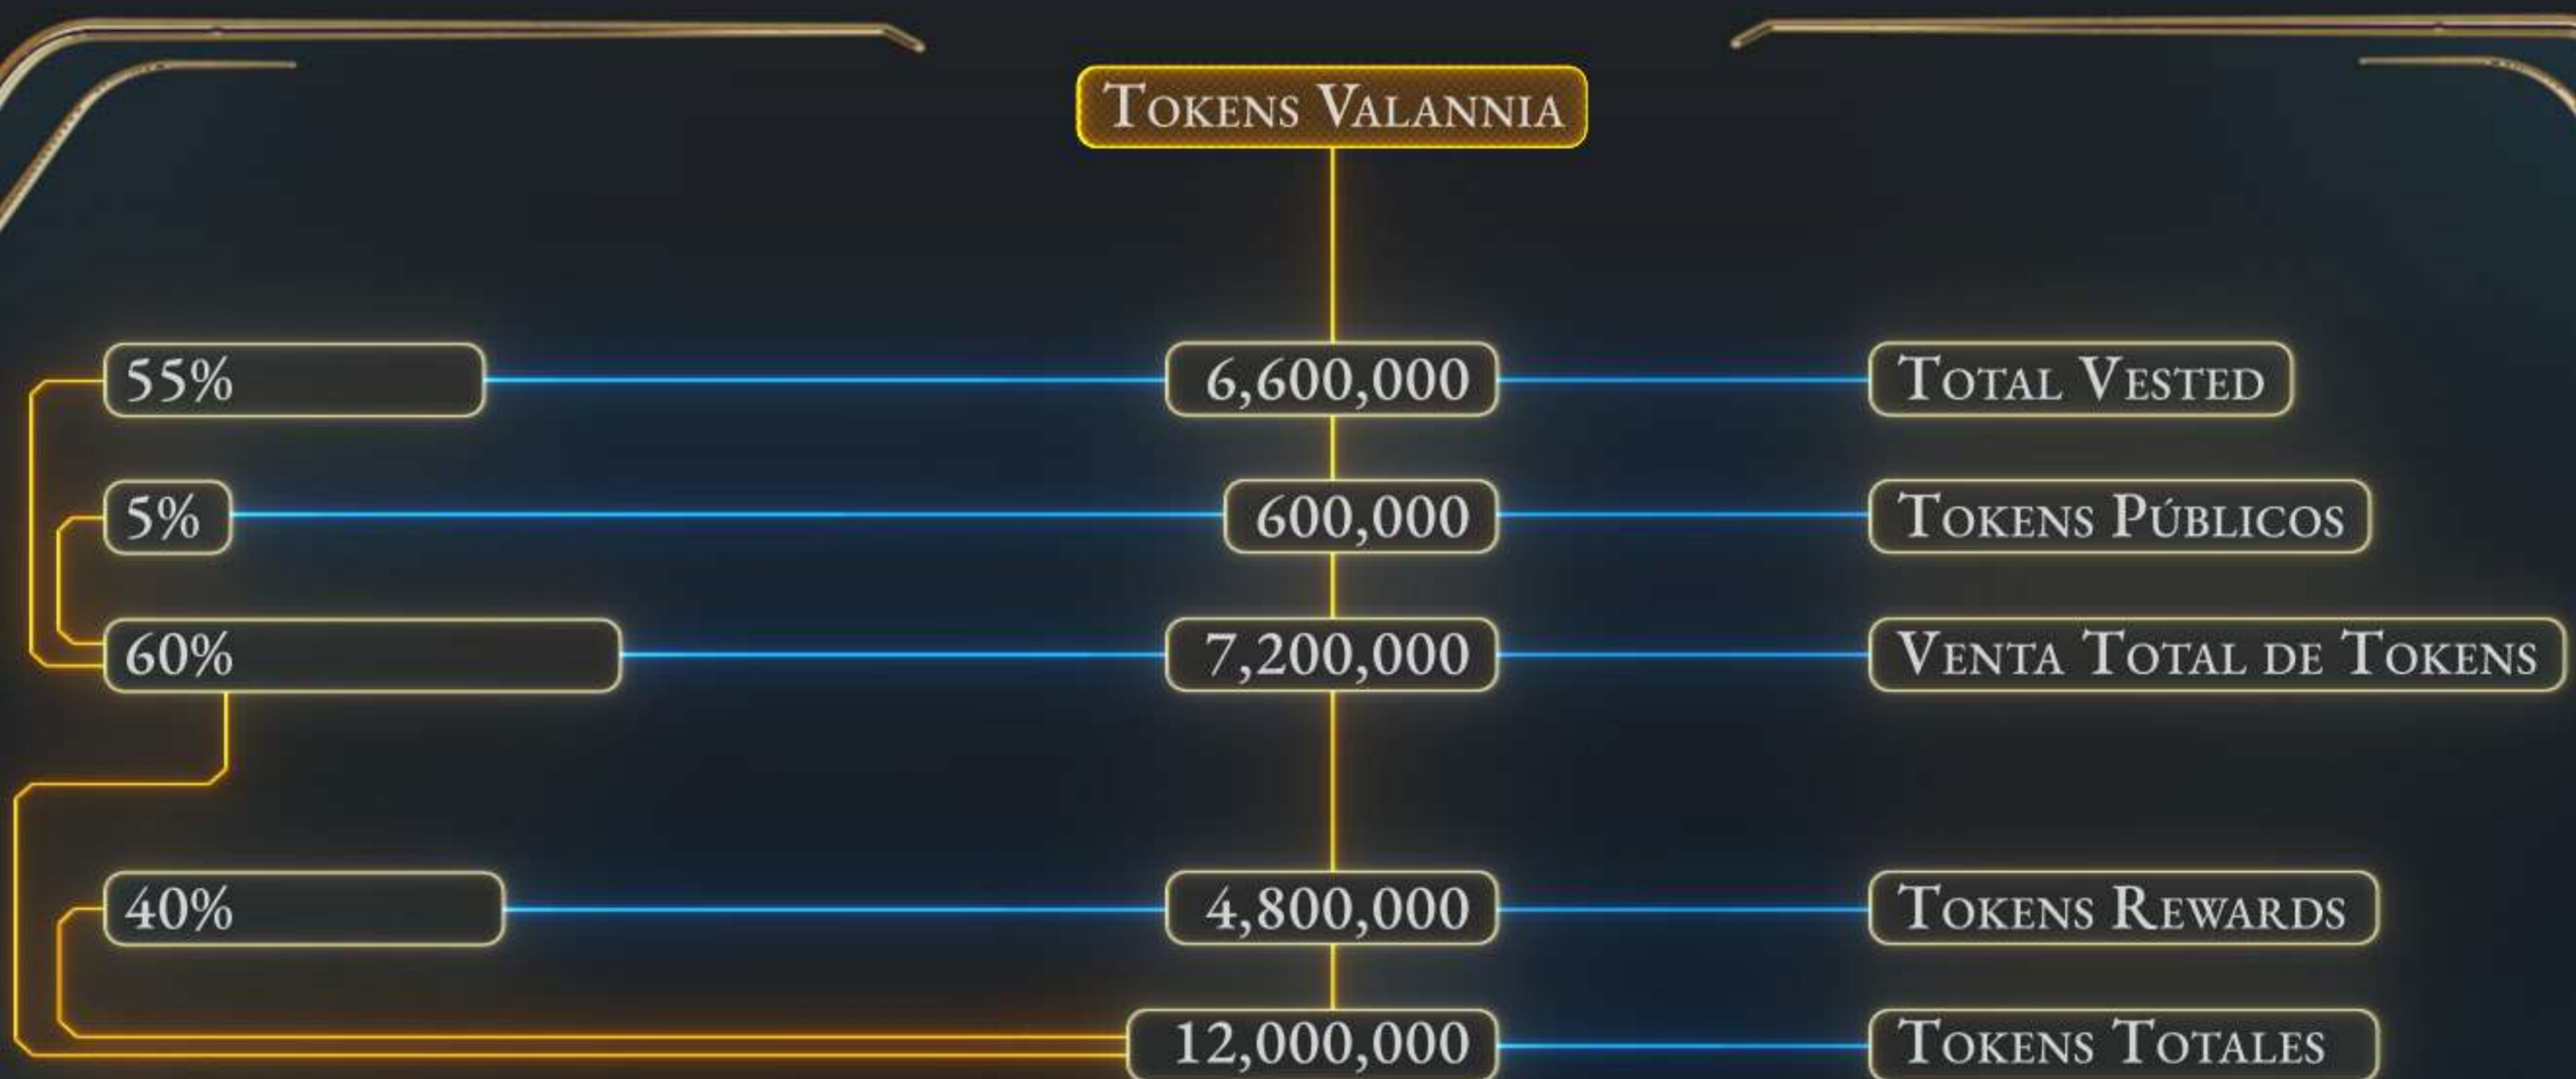 Tokens Valannia
55%
6,600,000
Total Vested
5%
600,000
Tokens Públicos
60%
7,200,000
Venta Total de Tokens
40%
4,800,000
Tokens Rewards
12,000,000
Tokens Totales